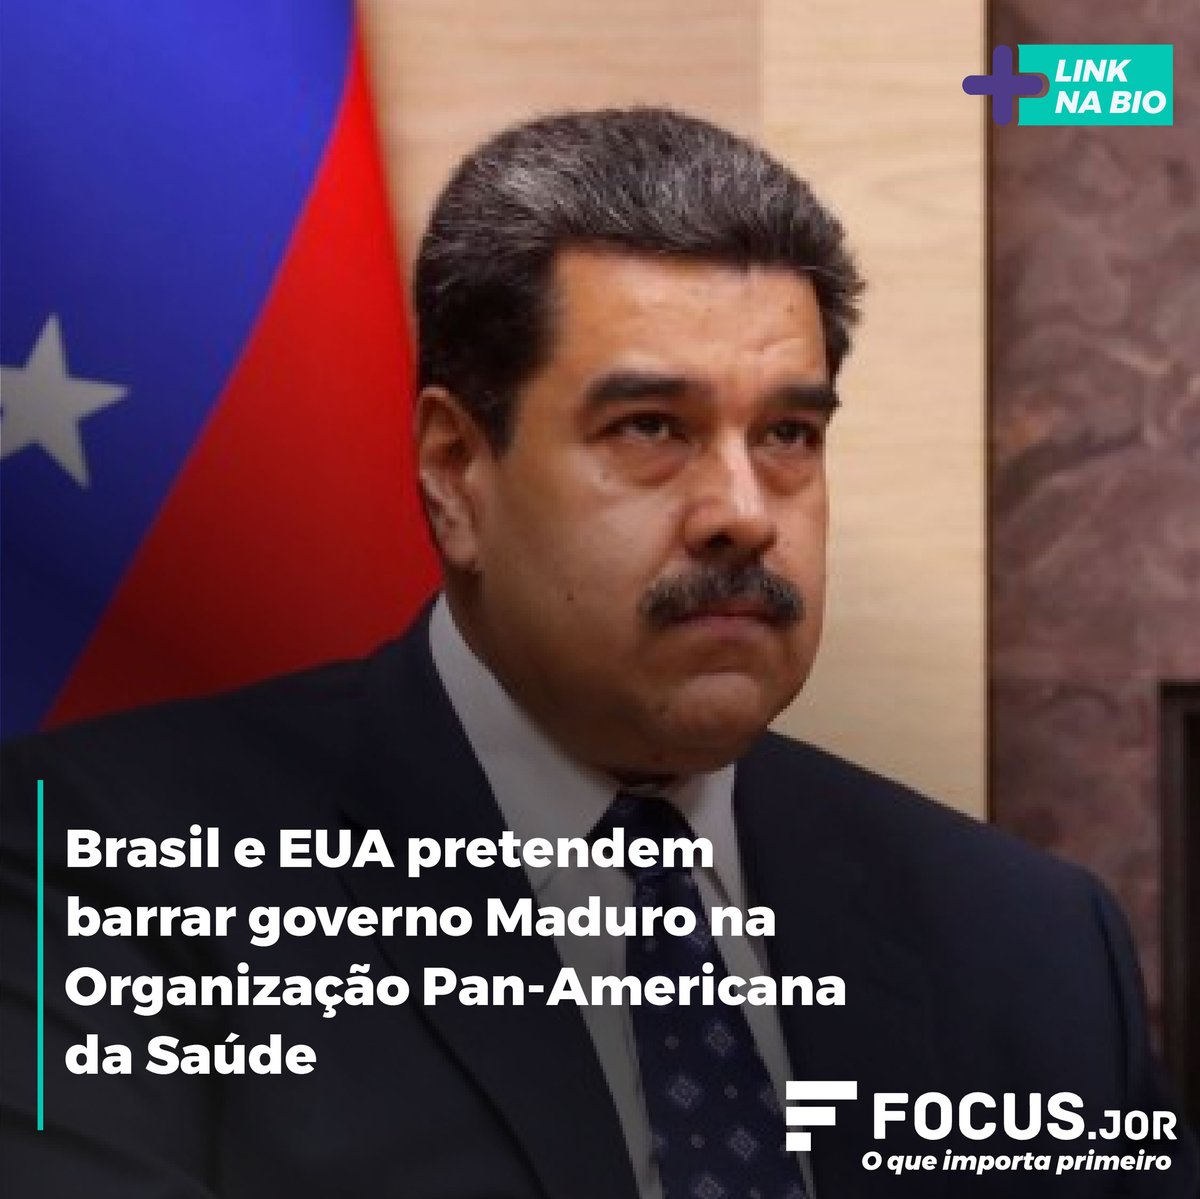 LINK
NA BIO
Brasil e EUA pretendem
barrar governo Maduro na
Organização Pan-Americana
da Saúde
FOCUS.JOR
O que importa primeiro